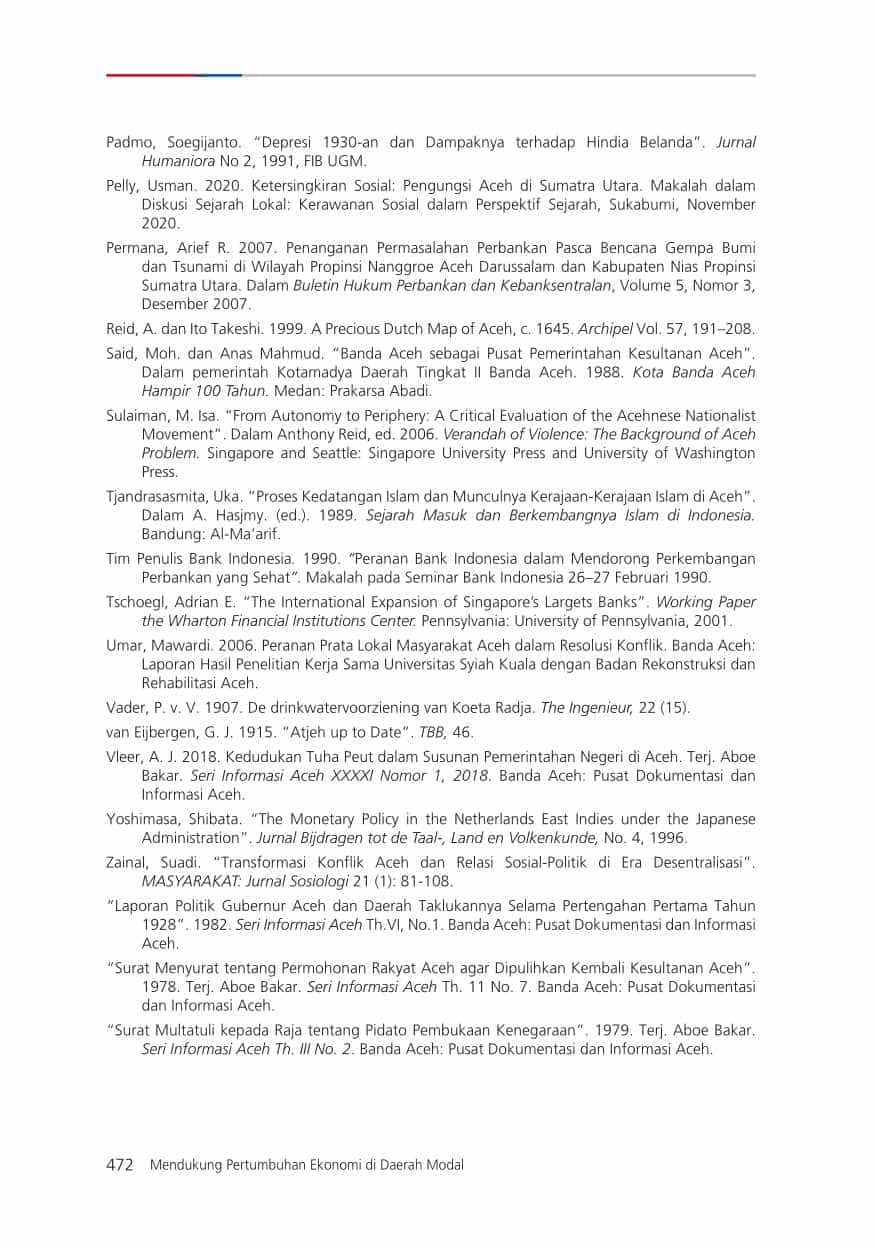 Padmo, Soegijanto. “Depresi 1930-an dan Dampaknya terhadap Hindia Belanda”. Jurnal
Humaniora No 2, 1991, FIB UGM.
Pelly, Usman. 2020. Ketersingkiran Sosial: Pengungsi Aceh di Sumatra Utara. Makalah dalam
Diskusi Sejarah Lokal: Kerawanan Sosial dalam Perspektif Sejarah, Sukabumi, November
2020.
Permana, Arief R. 2007. Penanganan Permasalahan Perbankan Pasca Bencana Gempa Bumi
dan Tsunami di Wilayah Propinsi Nanggroe Aceh Darussalam dan Kabupaten Nias Propinsi
Sumatra Utara. Dalam Buletin Hukum Perbankan dan Kebanksentralan, Volume 5, Nomor 3,
Desember 2007.
Reid, A. dan Ito Takeshi. 1999. A Precious Dutch Map of Aceh, c. 1645. Archipel Vol. 57, 191–208.
Said, Moh. dan Anas Mahmud. “Banda Aceh sebagai Pusat Pemerintahan Kesultanan Aceh”.
Dalam pemerintah Kotamadya Daerah Tingkat II Banda Aceh. 1988. Kota Banda Aceh
Hampir 100 Tahun. Medan: Prakarsa Abadi.
Sulaiman, M. Isa. “From Autonomy to Periphery: A Critical Evaluation of the Acehnese Nationalist
Movement”. Dalam Anthony Reid, ed. 2006. Verandah of Violence: The Background of Aceh
Problem. Singapore and Seattle: Singapore University Press and University of Washington
Press.
Tjandrasasmita, Uka. “Proses Kedatangan Islam dan Munculnya Kerajaan-Kerajaan Islam di Aceh”.
Dalam A. Hasjmy. (ed.). 1989. Sejarah Masuk dan Berkembangnya Islam di Indonesia.
Bandung: Al-Ma’arif.
Tim Penulis Bank Indonesia. 1990. “Peranan Bank Indonesia dalam Mendorong Perkembangan
Perbankan yang Sehat”. Makalah pada Seminar Bank Indonesia 26–27 Februari 1990.
Tschoegl, Adrian E. “The International Expansion of Singapore’s Largets Banks”. Working Paper
the Wharton Financial Institutions Center. Pennsylvania: University of Pennsylvania, 2001.
Umar, Mawardi. 2006. Peranan Prata Lokal Masyarakat Aceh dalam Resolusi Konflik. Banda Aceh:
Laporan Hasil Penelitian Kerja Sama Universitas Syiah Kuala dengan Badan Rekonstruksi dan
Rehabilitasi Aceh.
Vader, P. v. V. 1907. De drinkwatervoorziening van Koeta Radja. The Ingenieur, 22 (15).
van Eijbergen, G. J. 1915. “Atjeh up to Date”. TBB, 46.
Vleer, A. J. 2018. Kedudukan Tuha Peut dalam Susunan Pemerintahan Negeri di Aceh. Terj. Aboe
Bakar. Seri Informasi Aceh XXXXI Nomor 1, 2018. Banda Aceh: Pusat Dokumentasi dan
Informasi Aceh.
Yoshimasa, Shibata. “The Monetary Policy in the Netherlands East Indies under the Japanese
Administration”. Jurnal Bijdragen tot de Taal-, Land en Volkenkunde, No. 4, 1996.
Zainal, Suadi. “Transformasi Konflik Aceh dan Relasi Sosial-Politik di Era Desentralisasi”.
MASYARAKAT: Jurnal Sosiologi 21 (1): 81-108.
“Laporan Politik Gubernur Aceh dan Daerah Taklukannya Selama Pertengahan Pertama Tahun
1928”. 1982. Seri Informasi Aceh Th.VI, No.1. Banda Aceh: Pusat Dokumentasi dan Informasi
Aceh.
“Surat Menyurat tentang Permohonan Rakyat Aceh agar Dipulihkan Kembali Kesultanan Aceh”.
1978. Terj. Aboe Bakar. Seri Informasi Aceh Th. 11 No. 7. Banda Aceh: Pusat Dokumentasi
dan Informasi Aceh.
“Surat Multatuli kepada Raja tentang Pidato Pembukaan Kenegaraan”. 1979. Terj. Aboe Bakar.
Seri Informasi Aceh Th. III No. 2. Banda Aceh: Pusat Dokumentasi dan Informasi Aceh.
472 Mendukung Pertumbuhan Ekonomi di Daerah Modal